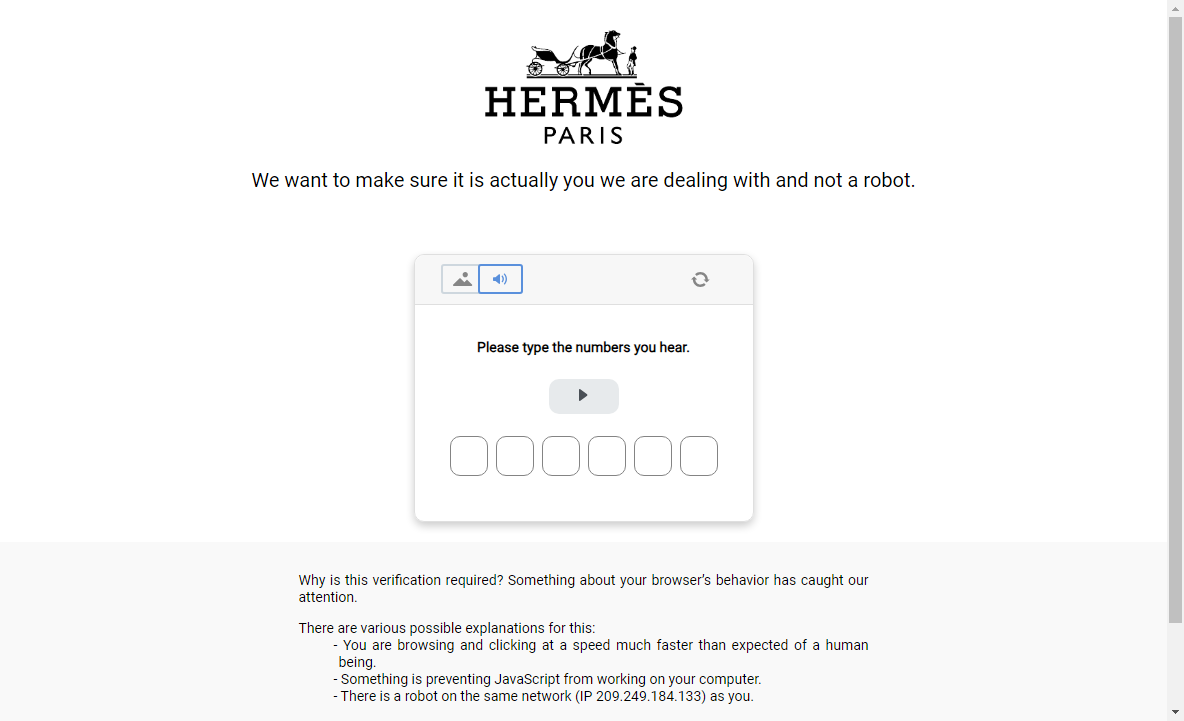 HERMÈS
PARIS
We want to make sure it is actually you we are dealing with and not a robot.
Please type the numbers you hear.
Why is this verification required? Something about your browser's behavior has caught our
attention.
There are various possible explanations for this:
- You are browsing and clicking at a speed much faster than expected of a human
being.
- Something is preventing JavaScript from working on your computer.
- There is a robot on the same network (IP 209.249.184.133) as you.